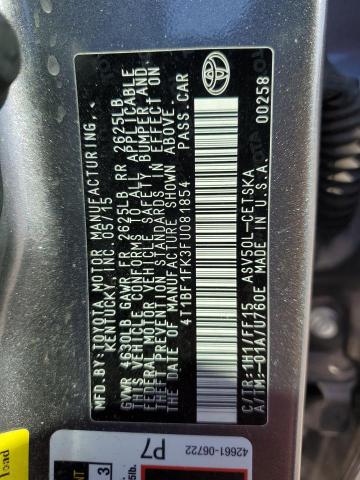 MFD. BY: TOYOTA MOTOR MANUFACTURING,
KENTUCKY, INC. 05/15
GVWR 4630LB GAWR FR 2625LB RR 2625LB
THIS VEHICLE CONFORMS TO ALL APPLICABLE
FEDERAL MOTOR VEHICLE SAFETY, BUMPER, AND
THEFT PREVENTION STANDARDS IN EFFECT ON
THE DATE OF MANUFACTURE SHOWN ABOVE.
4T1BF1FK3FU081854 PASS. CAR
00258
C/TR: 1H1/FF15 ASV50L-CETSKA
A/TM: -01A/U760E MADE IN U.S.A.
42661-06722
P7
3
oad